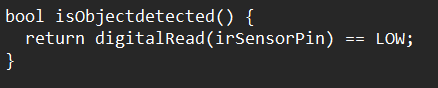 bool isObjectdetected() {
  return digitalRead(irSensorPin) == LOW;
}